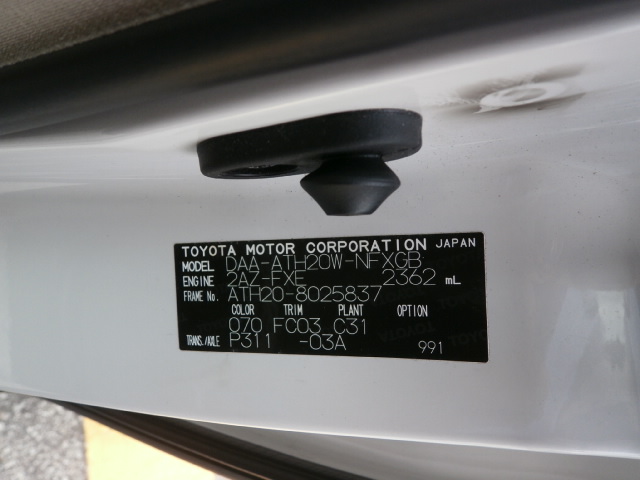 TOYOTA MOTOR CORPORATION JAPAN
MODEL DAA-ATH20W-NFXGB
ENGINE 2AZ-FXE 2362 mL
FRAME No. ATH20-8025837
COLOR TRIM PLANT OPTION
070 FC03 C31
TRANS./AXLE P311 -03A 991